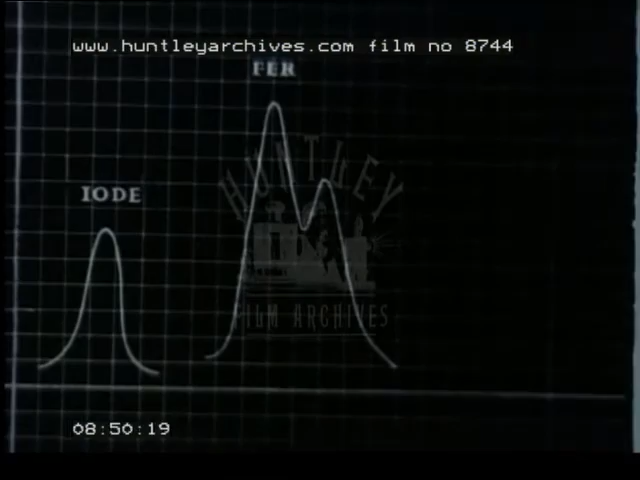 www.huntleyarchives.com film no 8744
FER
IODE
HUNTLEY
FILM ARCHIVES
08:50:19